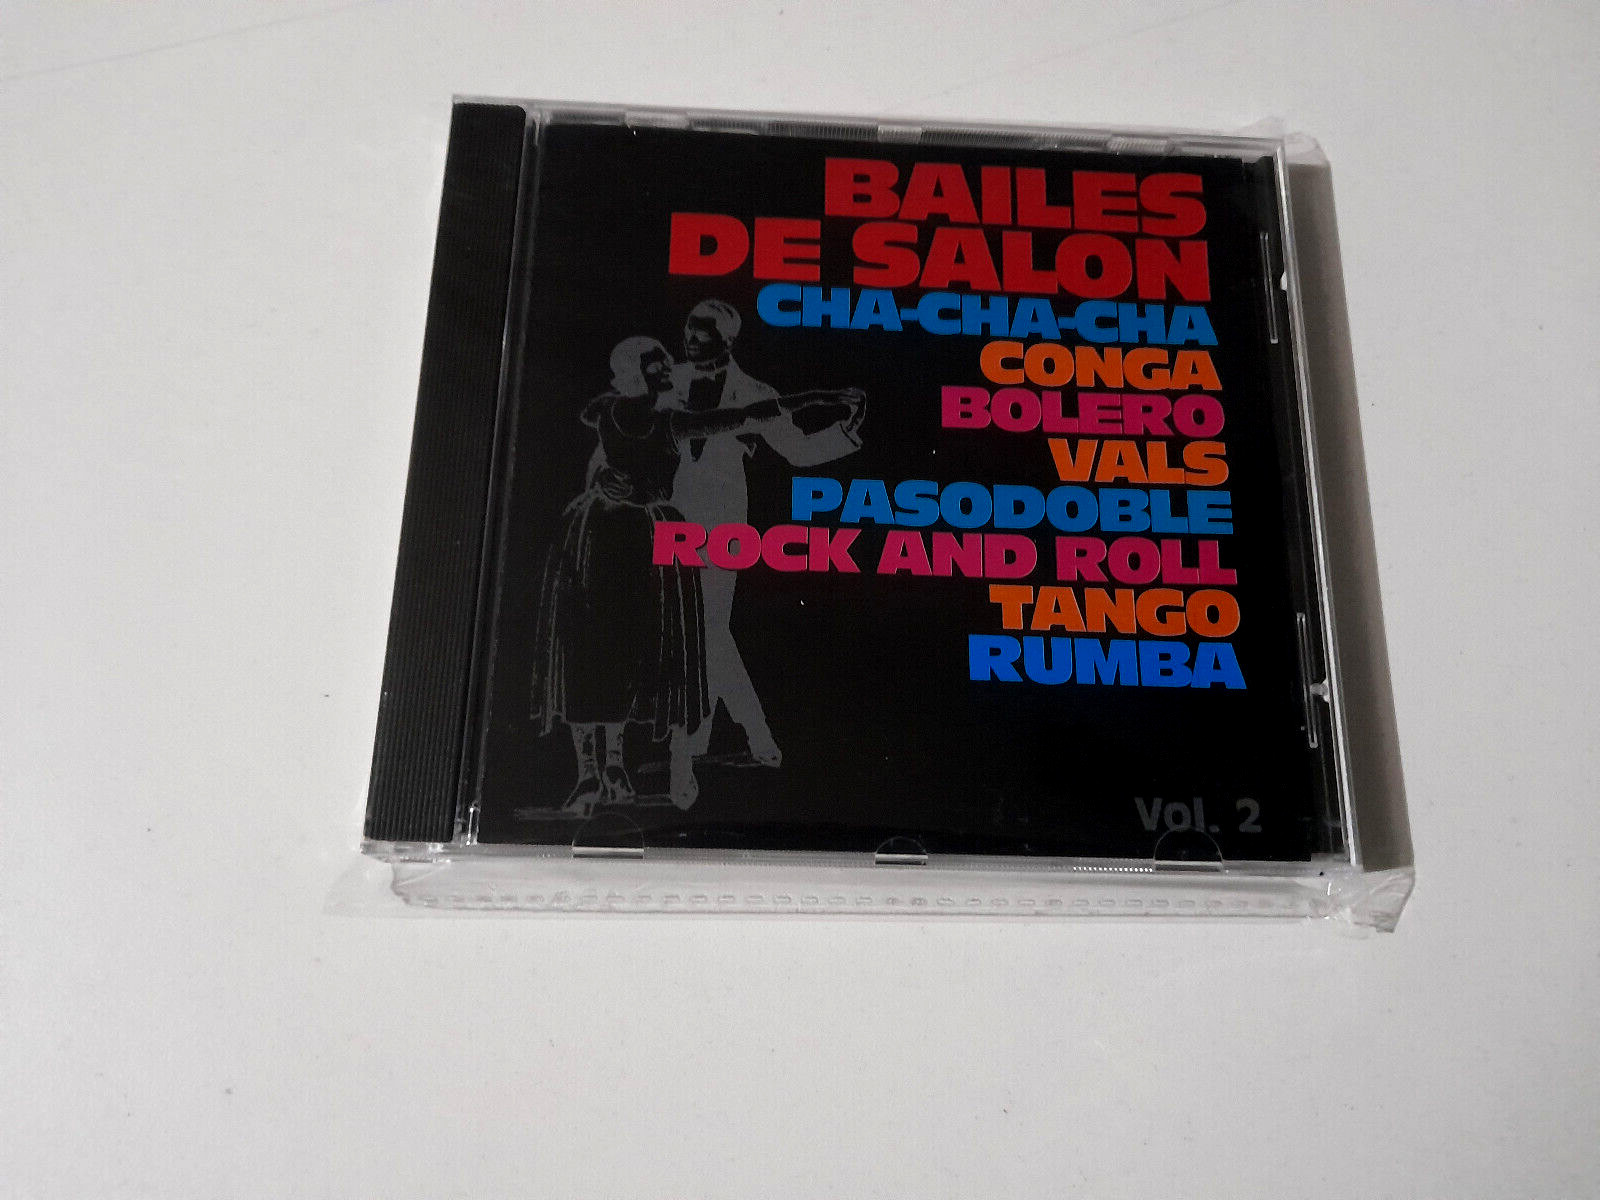 BAILES
DE SALON
CHA-CHA-CHA
CONGA
BOLERO
VALS
PASODOBLE
ROCK AND ROLL
TANGO
RUMBA
Vol. 2